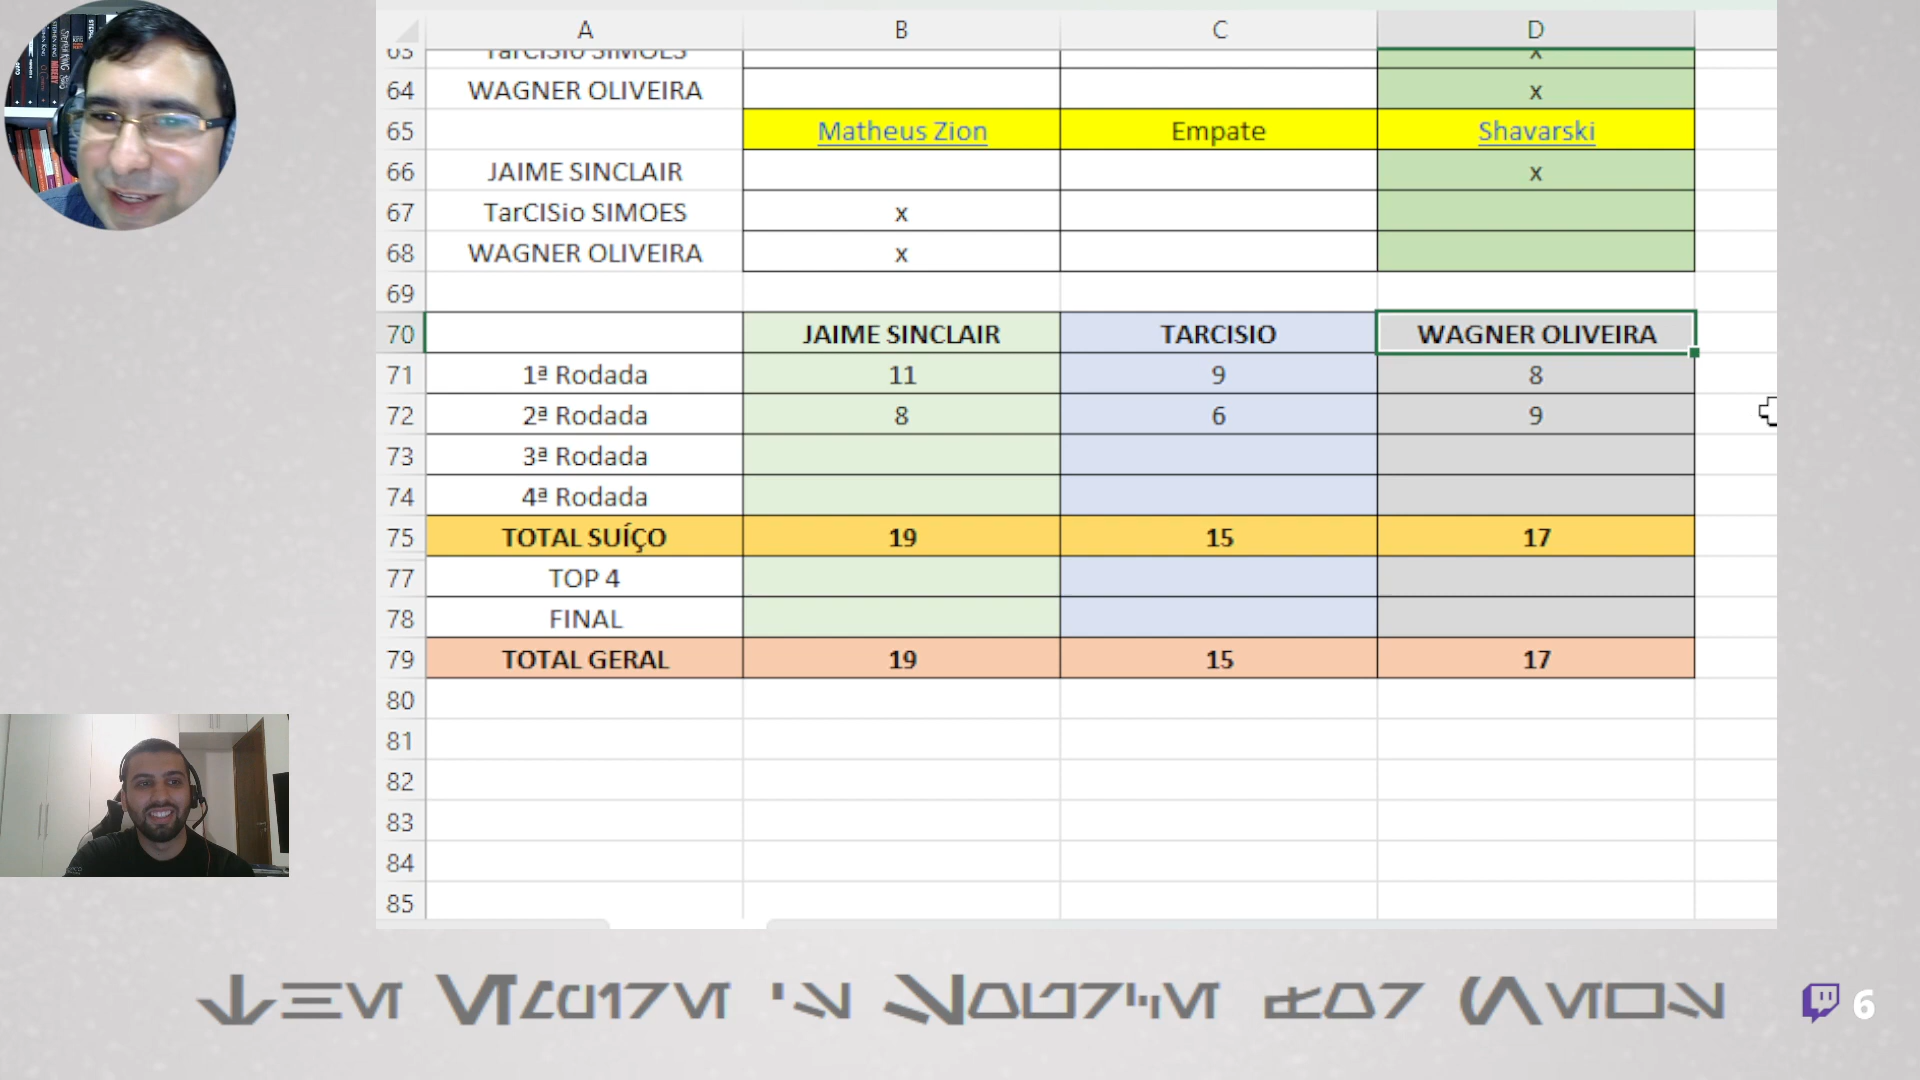 A B C D
63 TarCISio SIMOES x
64 WAGNER OLIVEIRA x
65 Matheus Zion Empate Shavarski
66 JAIME SINCLAIR x
67 TarCISio SIMOES x
68 WAGNER OLIVEIRA x
69
70 JAIME SINCLAIR TARCISIO WAGNER OLIVEIRA
71 1ª Rodada 11 9 8
72 2ª Rodada 8 6 9
73 3ª Rodada
74 4ª Rodada
75 TOTAL SUÍÇO 19 15 17
77 TOP 4
78 FINAL
79 TOTAL GERAL 19 15 17
80
81
82
83
84
85
6